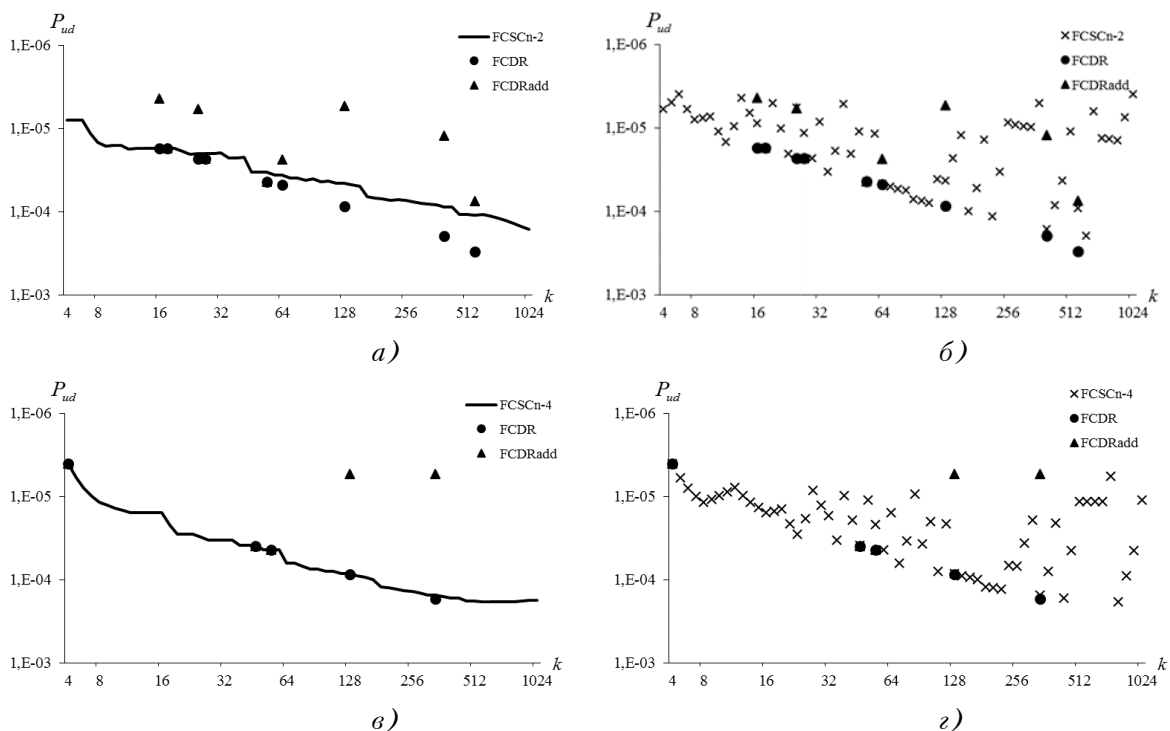 P_ud
1,E-06
1,E-05
1,E-04
1,E-03
4 8 16 32 64 128 256 512 1024
k
FCSCn-2
FCDR
FCDRadd
а)
P_ud
1,E-06
1,E-05
1,E-04
1,E-03
4 8 16 32 64 128 256 512 1024
k
FCSCn-2
FCDR
FCDRadd
б)
P_ud
1,E-06
1,E-05
1,E-04
1,E-03
4 8 16 32 64 128 256 512 1024
k
FCSCn-4
FCDR
FCDRadd
в)
P_ud
1,E-06
1,E-05
1,E-04
1,E-03
4 8 16 32 64 128 256 512 1024
k
FCSCn-4
FCDR
FCDRadd
г)